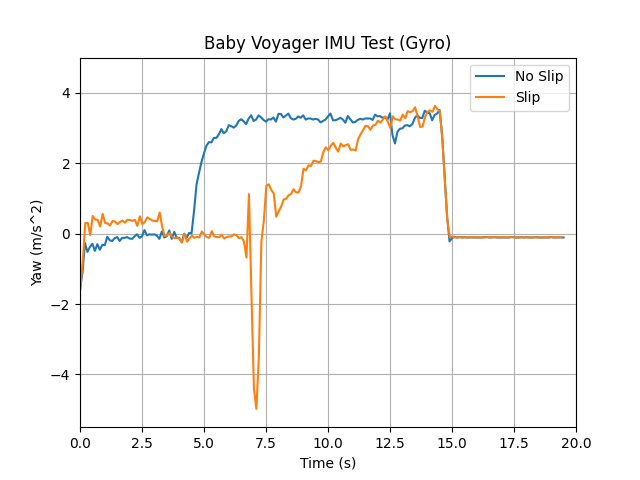 Baby Voyager IMU Test (Gyro)
No Slip
Slip
4
2
0
−2
−4
Yaw (m/s^2)
0.0 2.5 5.0 7.5 10.0 12.5 15.0 17.5 20.0
Time (s)